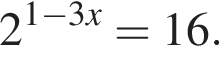 $2^{1-3x} = 16.$